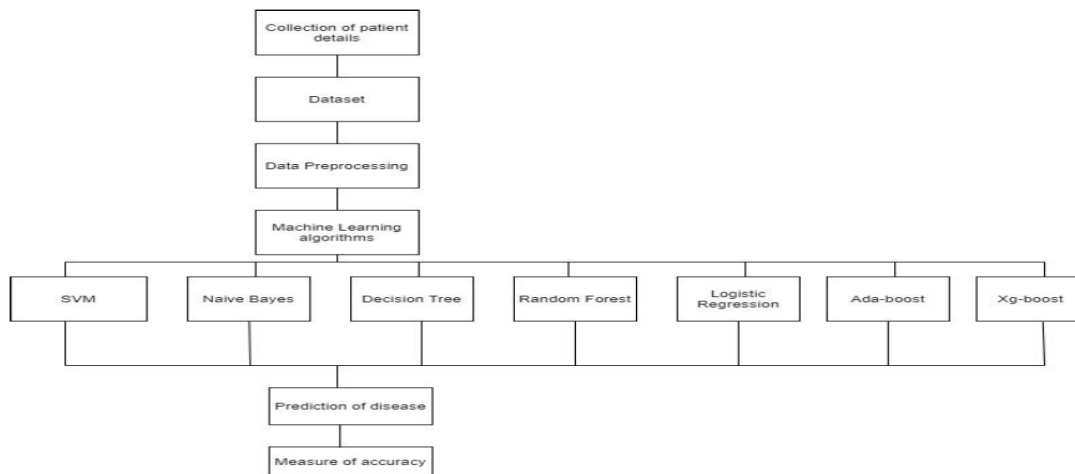 Collection of patient
details
Dataset
Data Preprocessing
Machine Learning
algorithms
SVM
Naive Bayes
Decision Tree
Random Forest
Logistic
Regression
Ada-boost
Xg-boost
Prediction of disease
Measure of accuracy